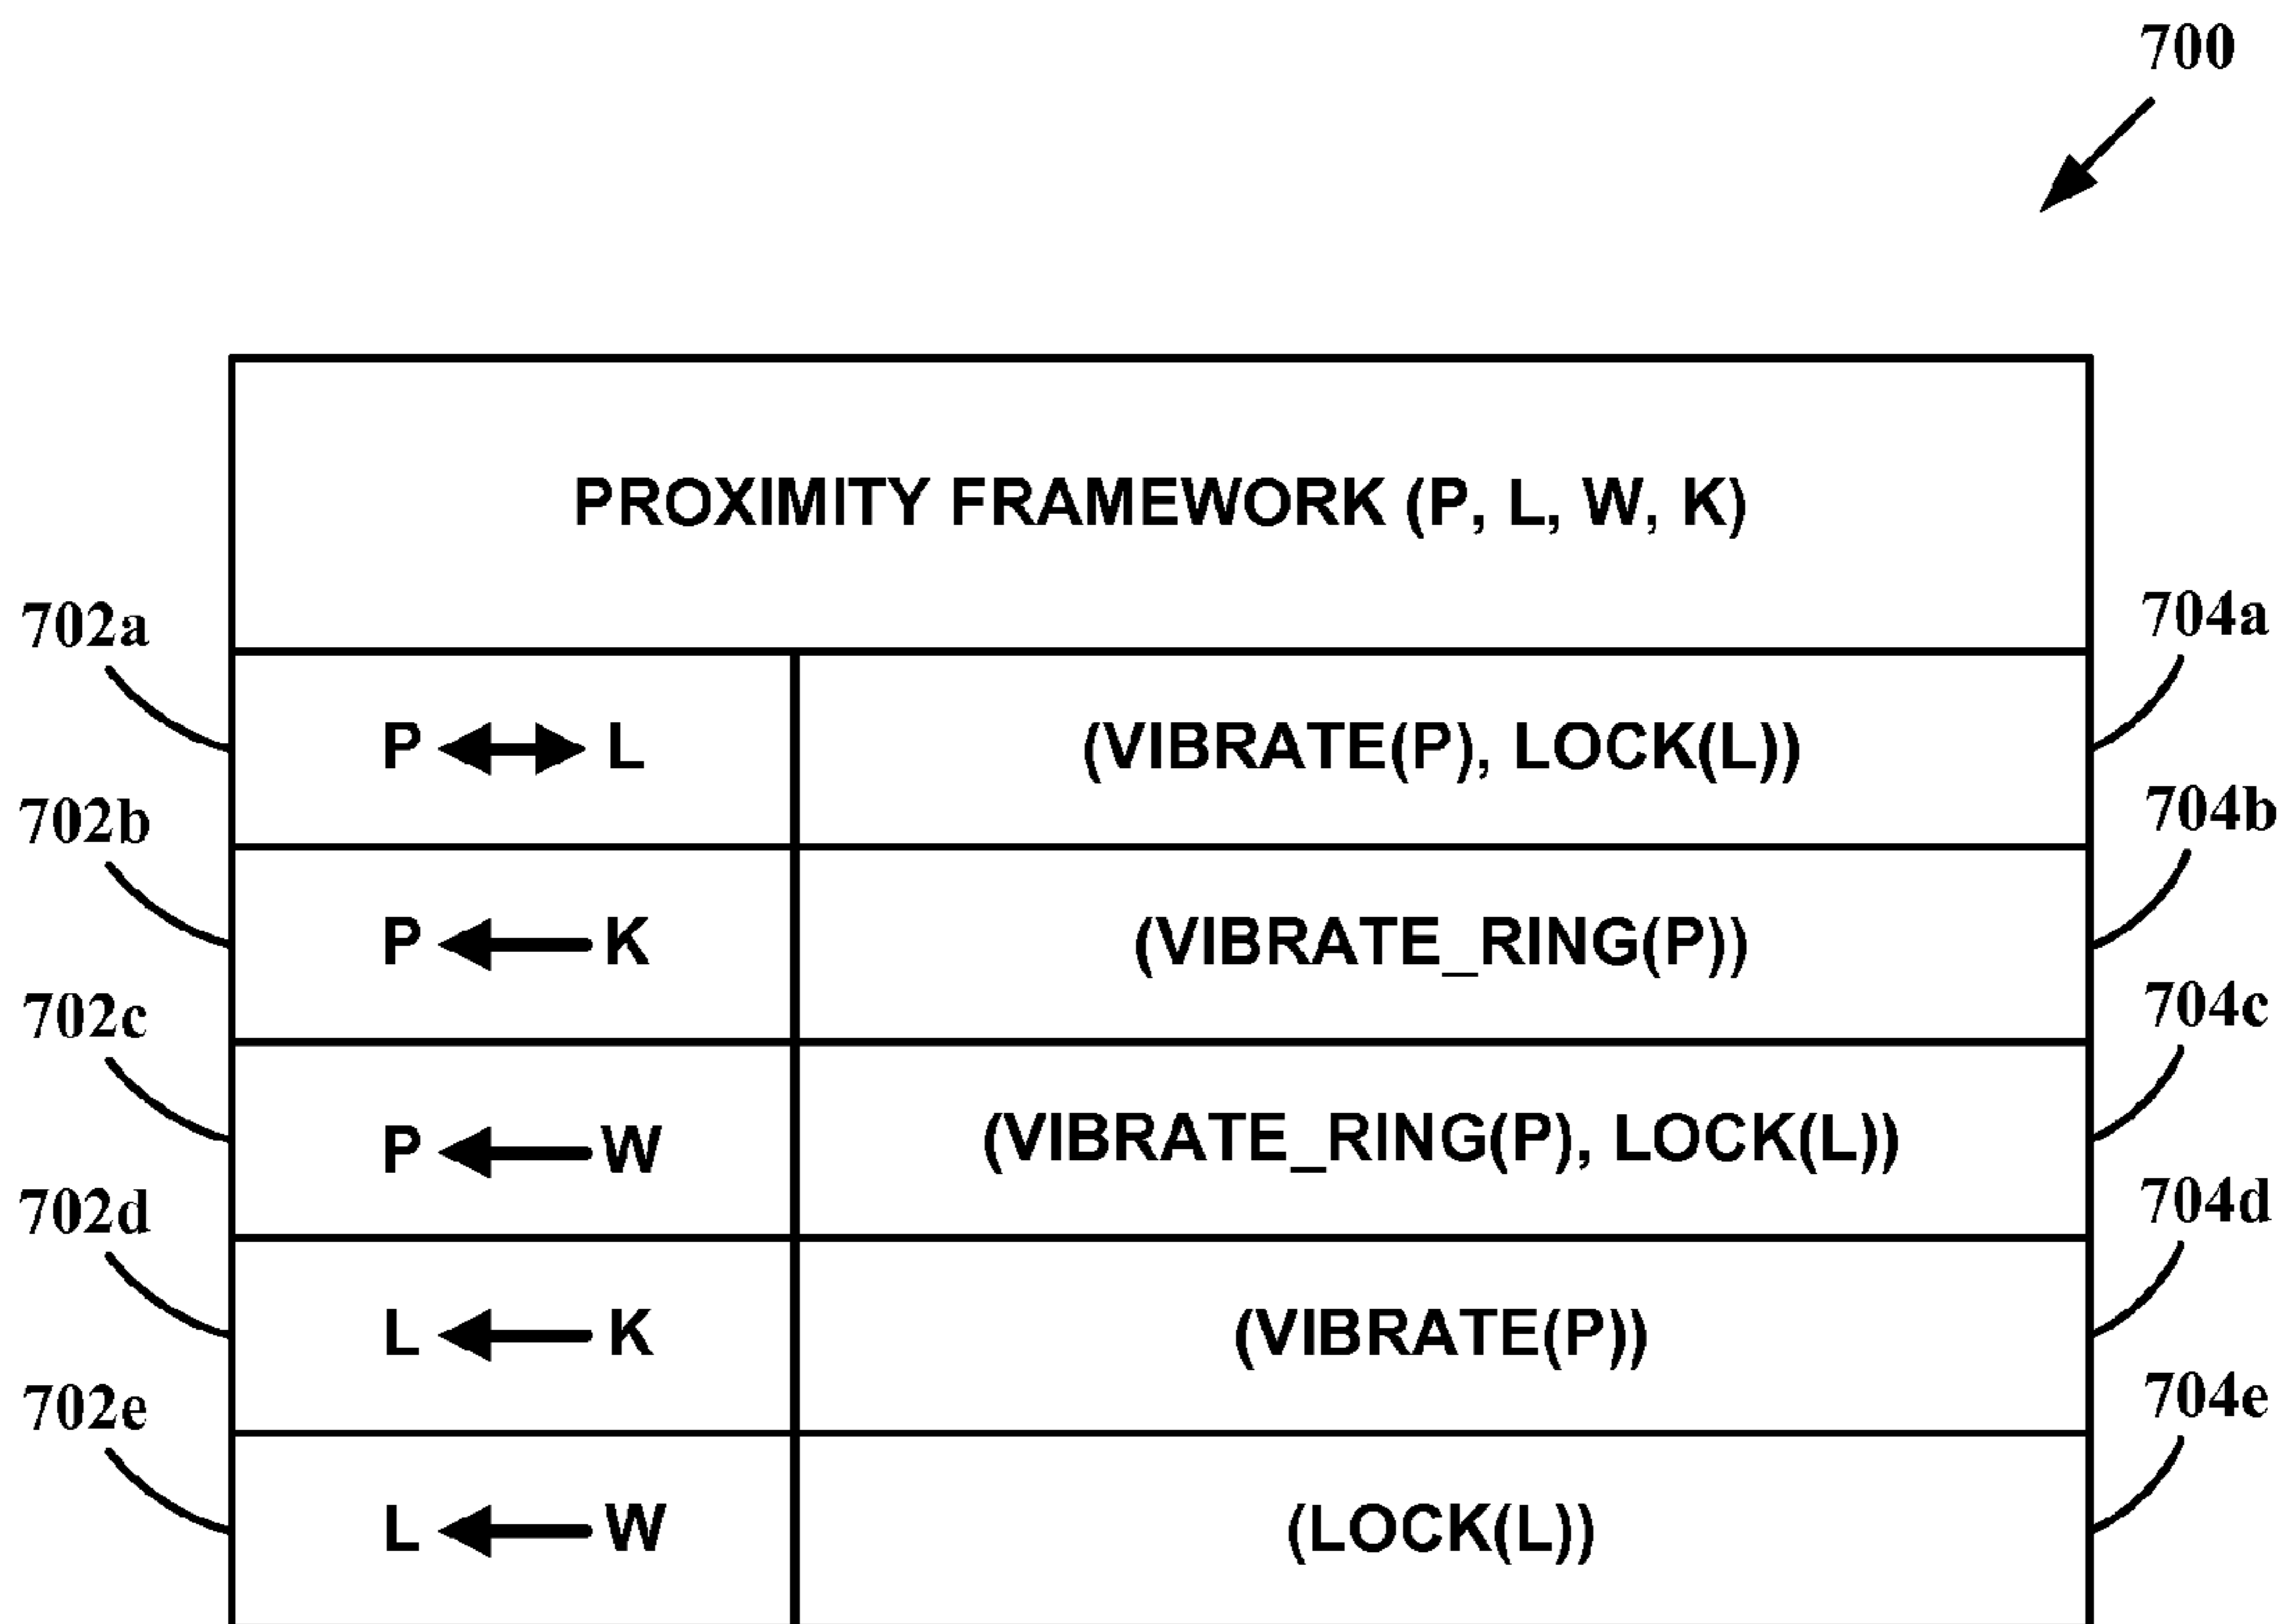 700
PROXIMITY FRAMEWORK (P, L, W, K)
702a
704a
P L
(VIBRATE(P), LOCK(L))
702b
704b
P K
(VIBRATE_RING(P))
702c
704c
P W
(VIBRATE_RING(P), LOCK(L))
702d
704d
L K
(VIBRATE(P))
702e
704e
L W
(LOCK(L))